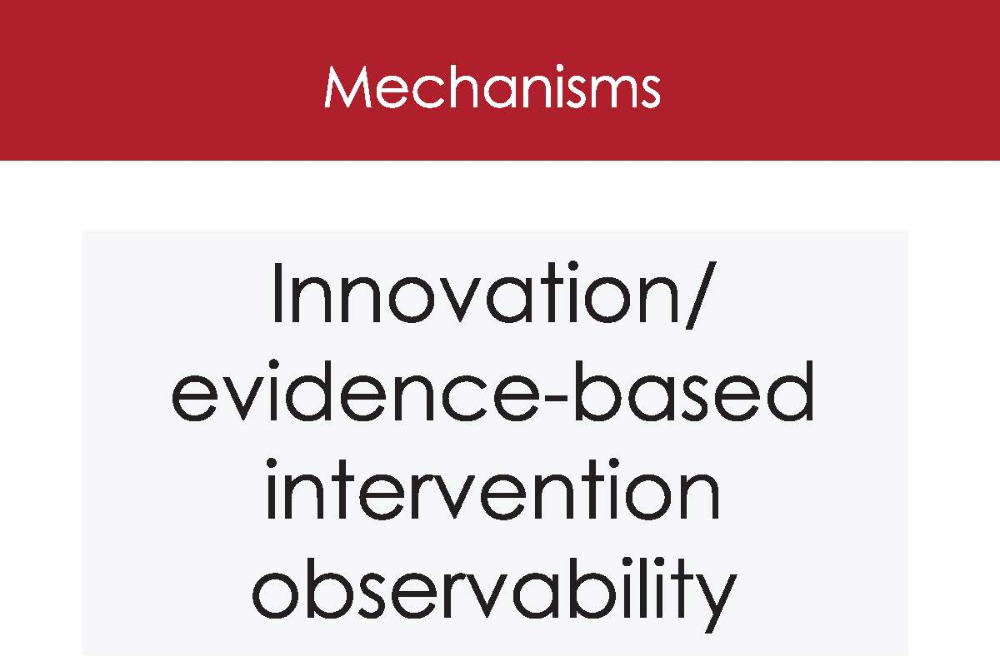 Mechanisms
Innovation/
evidence-based
intervention
observability